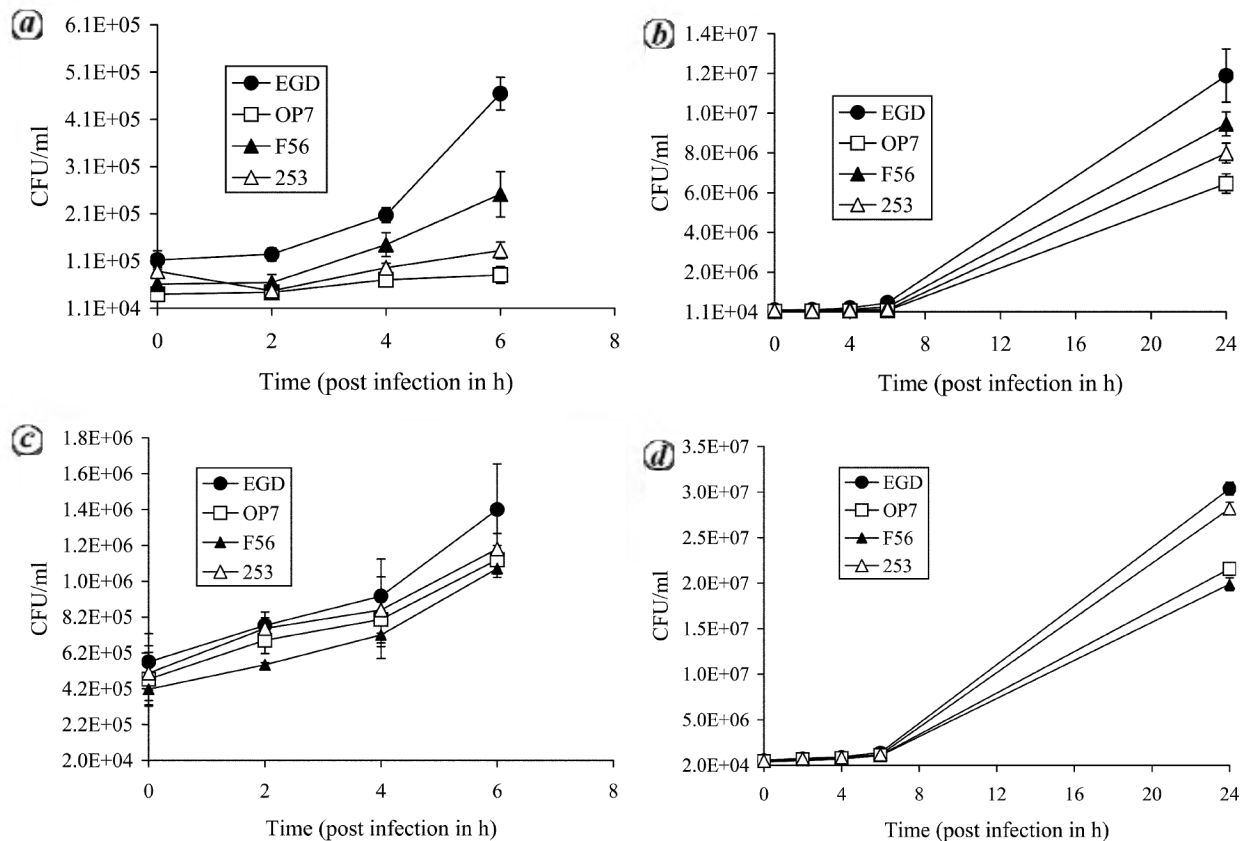 a
6.1E+05
5.1E+05
4.1E+05
3.1E+05
2.1E+05
1.1E+05
1.1E+04
CFU/ml
EGD
OP7
F56
253
0 2 4 6 8
Time (post infection in h)
b
1.4E+07
1.2E+07
1.0E+07
8.0E+06
6.0E+06
4.0E+06
2.0E+06
1.1E+04
CFU/ml
EGD
OP7
F56
253
0 4 8 12 16 20 24
Time (post infection in h)
c
1.8E+06
1.6E+06
1.4E+06
1.2E+06
1.0E+06
8.2E+05
6.2E+05
4.2E+05
2.2E+05
2.0E+04
CFU/ml
EGD
OP7
F56
253
0 2 4 6 8
Time (post infection in h)
d
3.5E+07
3.0E+07
2.5E+07
2.0E+07
1.5E+07
1.0E+07
5.0E+06
2.0E+04
CFU/ml
EGD
OP7
F56
253
0 4 8 12 16 20 24
Time (post infection in h)